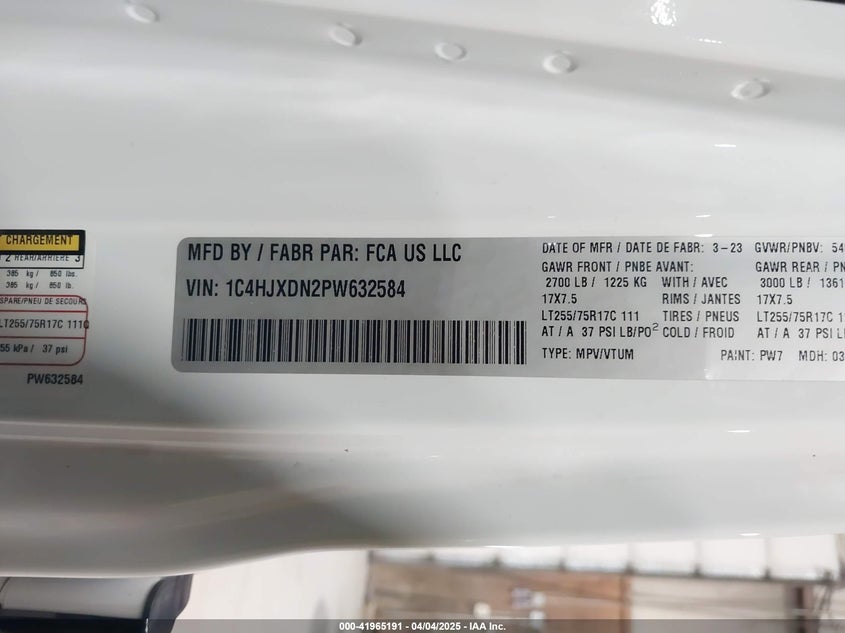 CHARGEMENT
2 REAR/ARRIERE 3
385 kg / 850 lbs.
385 kg / 850 lb.
SPARE/PNEU DE SECOURS
LT255/75R17C 111Q
55 kPa / 37 psi
PW632584
MFD BY / FABR PAR: FCA US LLC
VIN: 1C4HJXDN2PW632584
DATE OF MFR / DATE DE FABR: 3-23 GVWR/PNBV: 54
GAWR FRONT / PNBE AVANT: GAWR REAR / PN
2700 LB / 1225 KG WITH / AVEC 3000 LB / 1361
17X7.5 RIMS / JANTES 17X7.5
LT255/75R17C 111 TIRES / PNEUS LT255/75R17C 1
AT / A 37 PSI LB/PO² COLD / FROID AT / A 37 PSI L
TYPE: MPV/VTUM PAINT: PW7 MDH: 03
000-41965191 - 04/04/2025 - IAA Inc.